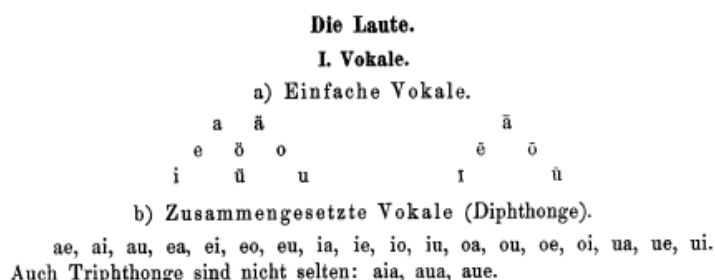 Die Laute.
I. Vokale.
a) Einfache Vokale.
a ä ā
e ö o ē ō
i ü u ī ū
b) Zusammengesetzte Vokale (Diphthonge).
ae, ai, au, ea, ei, eo, eu, ia, ie, io, iu, oa, ou, oe, oi, ua, ue, ui.
Auch Triphthonge sind nicht selten: aia, aua, aue.